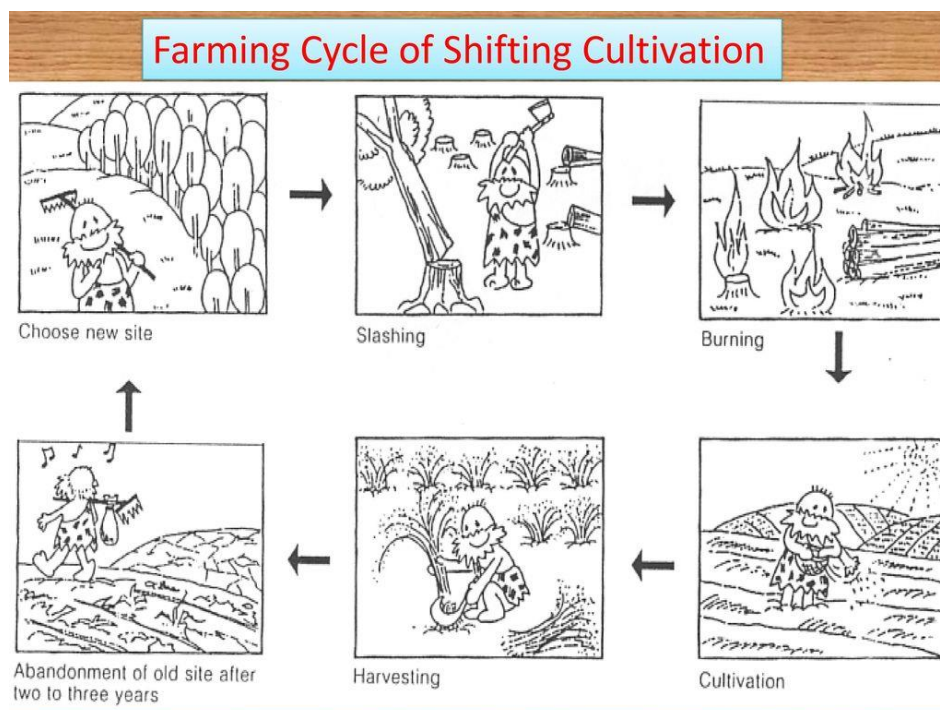 Farming Cycle of Shifting Cultivation
Choose new site
Slashing
Burning
Abandonment of old site after
two to three years
Harvesting
Cultivation